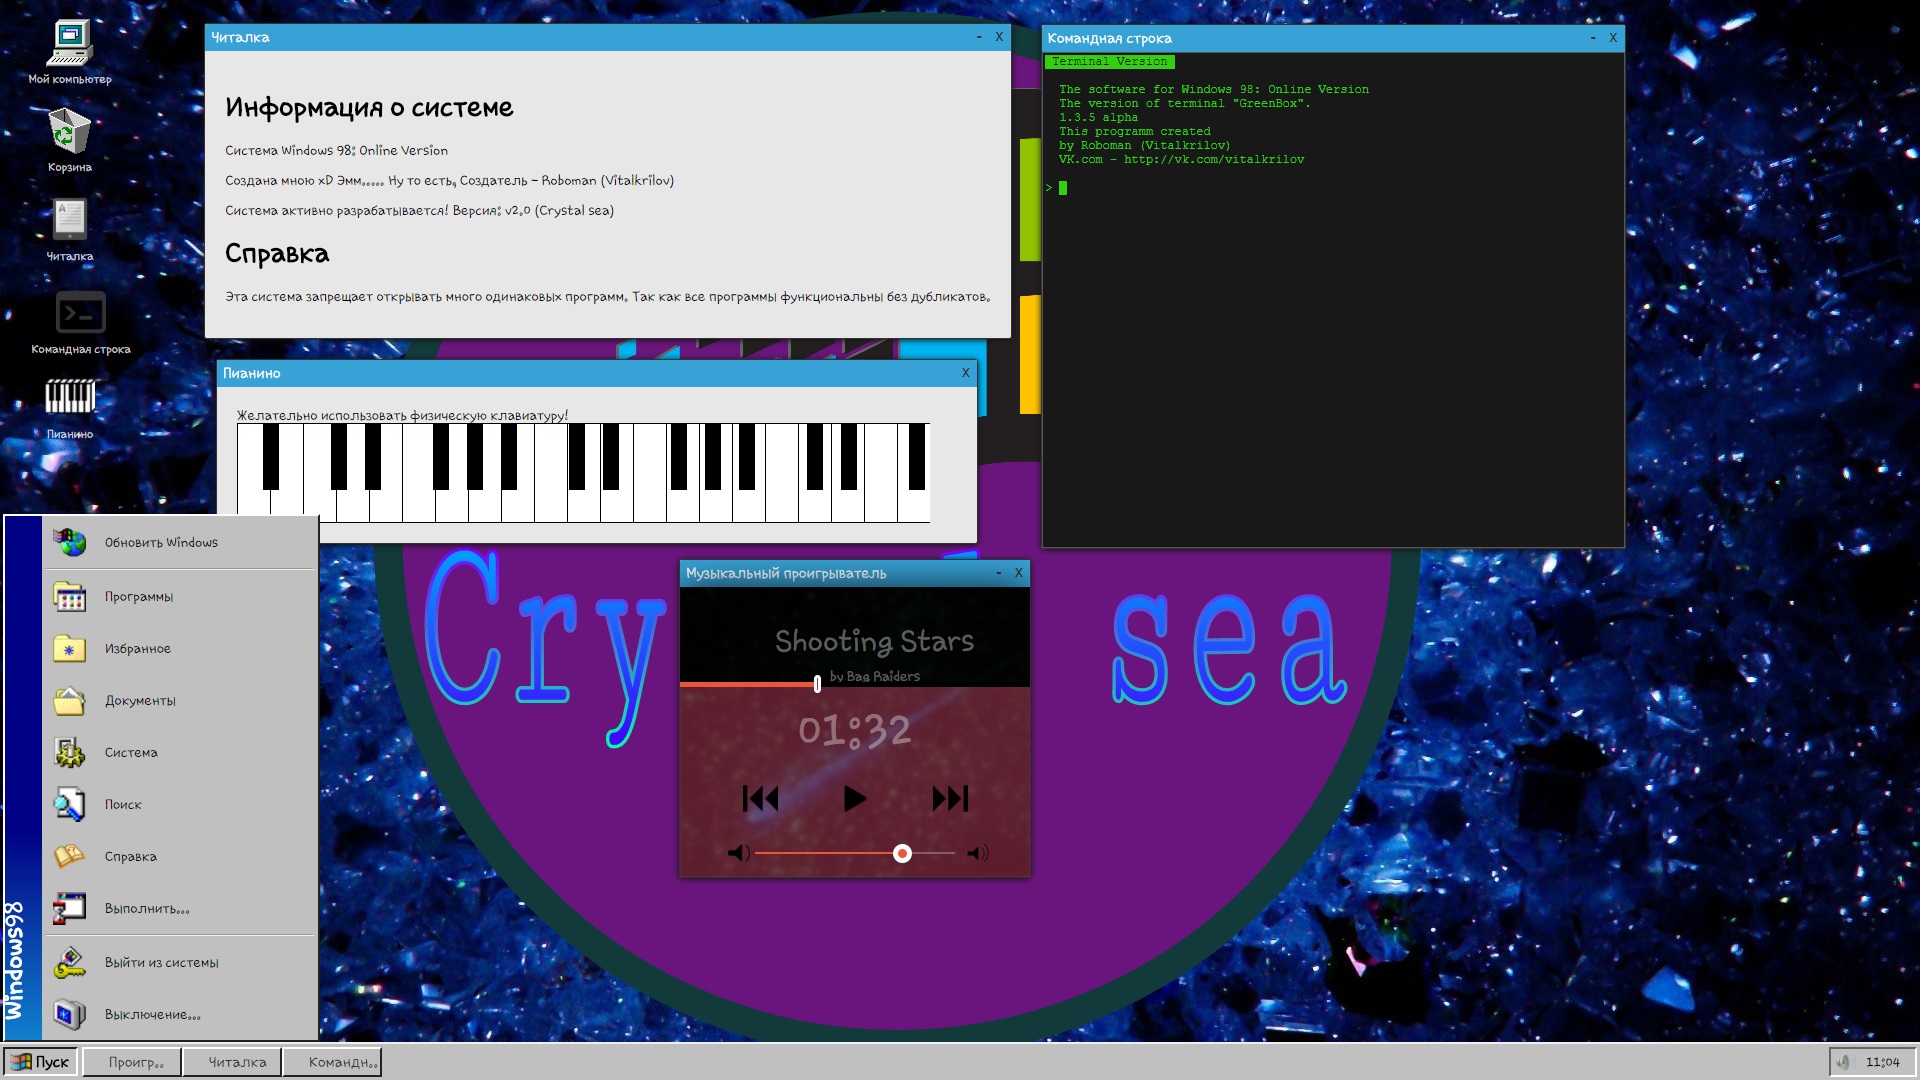 Мой компьютер
Корзина
Читалка
Командная строка
Пианино
Читалка - X
Информация о системе
Система Windows 98: Online Version
Создана мною xD Эмм..... Ну то есть, Создатель - Roboman (Vitalkrilov)
Система активно разрабатывается! Версия: v2.0 (Crystal sea)
Справка
Эта система запрещает открывать много одинаковых программ. Так как все программы функциональны без дубликатов.
Командная строка - X
Terminal Version
The software for Windows 98: Online Version
The version of terminal "GreenBox".
1.3.5 alpha
This programm created
by Roboman (Vitalkrilov)
VK.com - http://vk.com/vitalkrilov
>
Пианино X
Желательно использовать физическую клавиатуру!
Cry sea
Музыкальный проигрыватель - X
Shooting Stars
by Bag Raiders
01:32
Обновить Windows
Программы
Избранное
Документы
Система
Поиск
Справка
Выполнить...
Выйти из системы
Выключение...
Windows98
Пуск
Проигр..
Читалка
Командн..
11:04